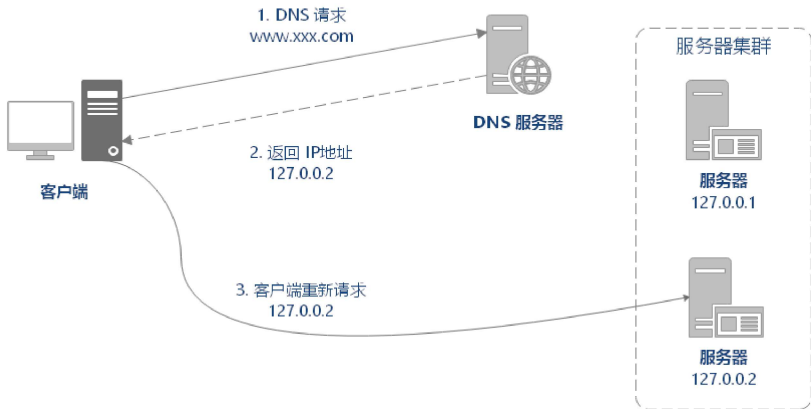 1. DNS 请求
www.xxx.com
DNS 服务器
2. 返回 IP地址
127.0.0.2
客户端
3. 客户端重新请求
127.0.0.2
服务器集群
服务器
127.0.0.1
服务器
127.0.0.2